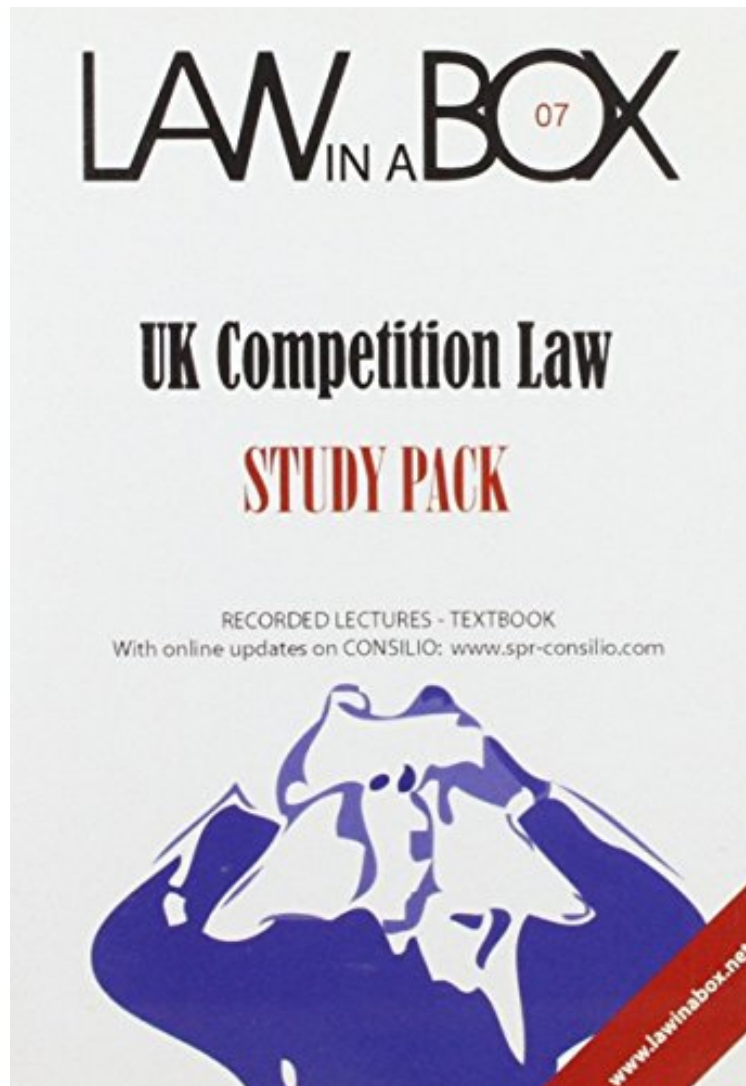 LAW IN A BOX 07
UK Competition Law
STUDY PACK
RECORDED LECTURES - TEXTBOOK
With online updates on CONSILIO: www.spr-consilio.com
www.lawinabox.net